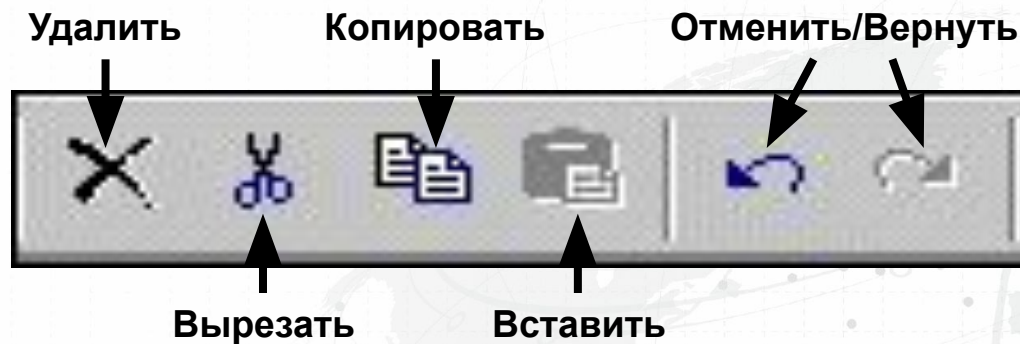 Удалить Копировать Отменить/Вернуть
Вырезать Вставить